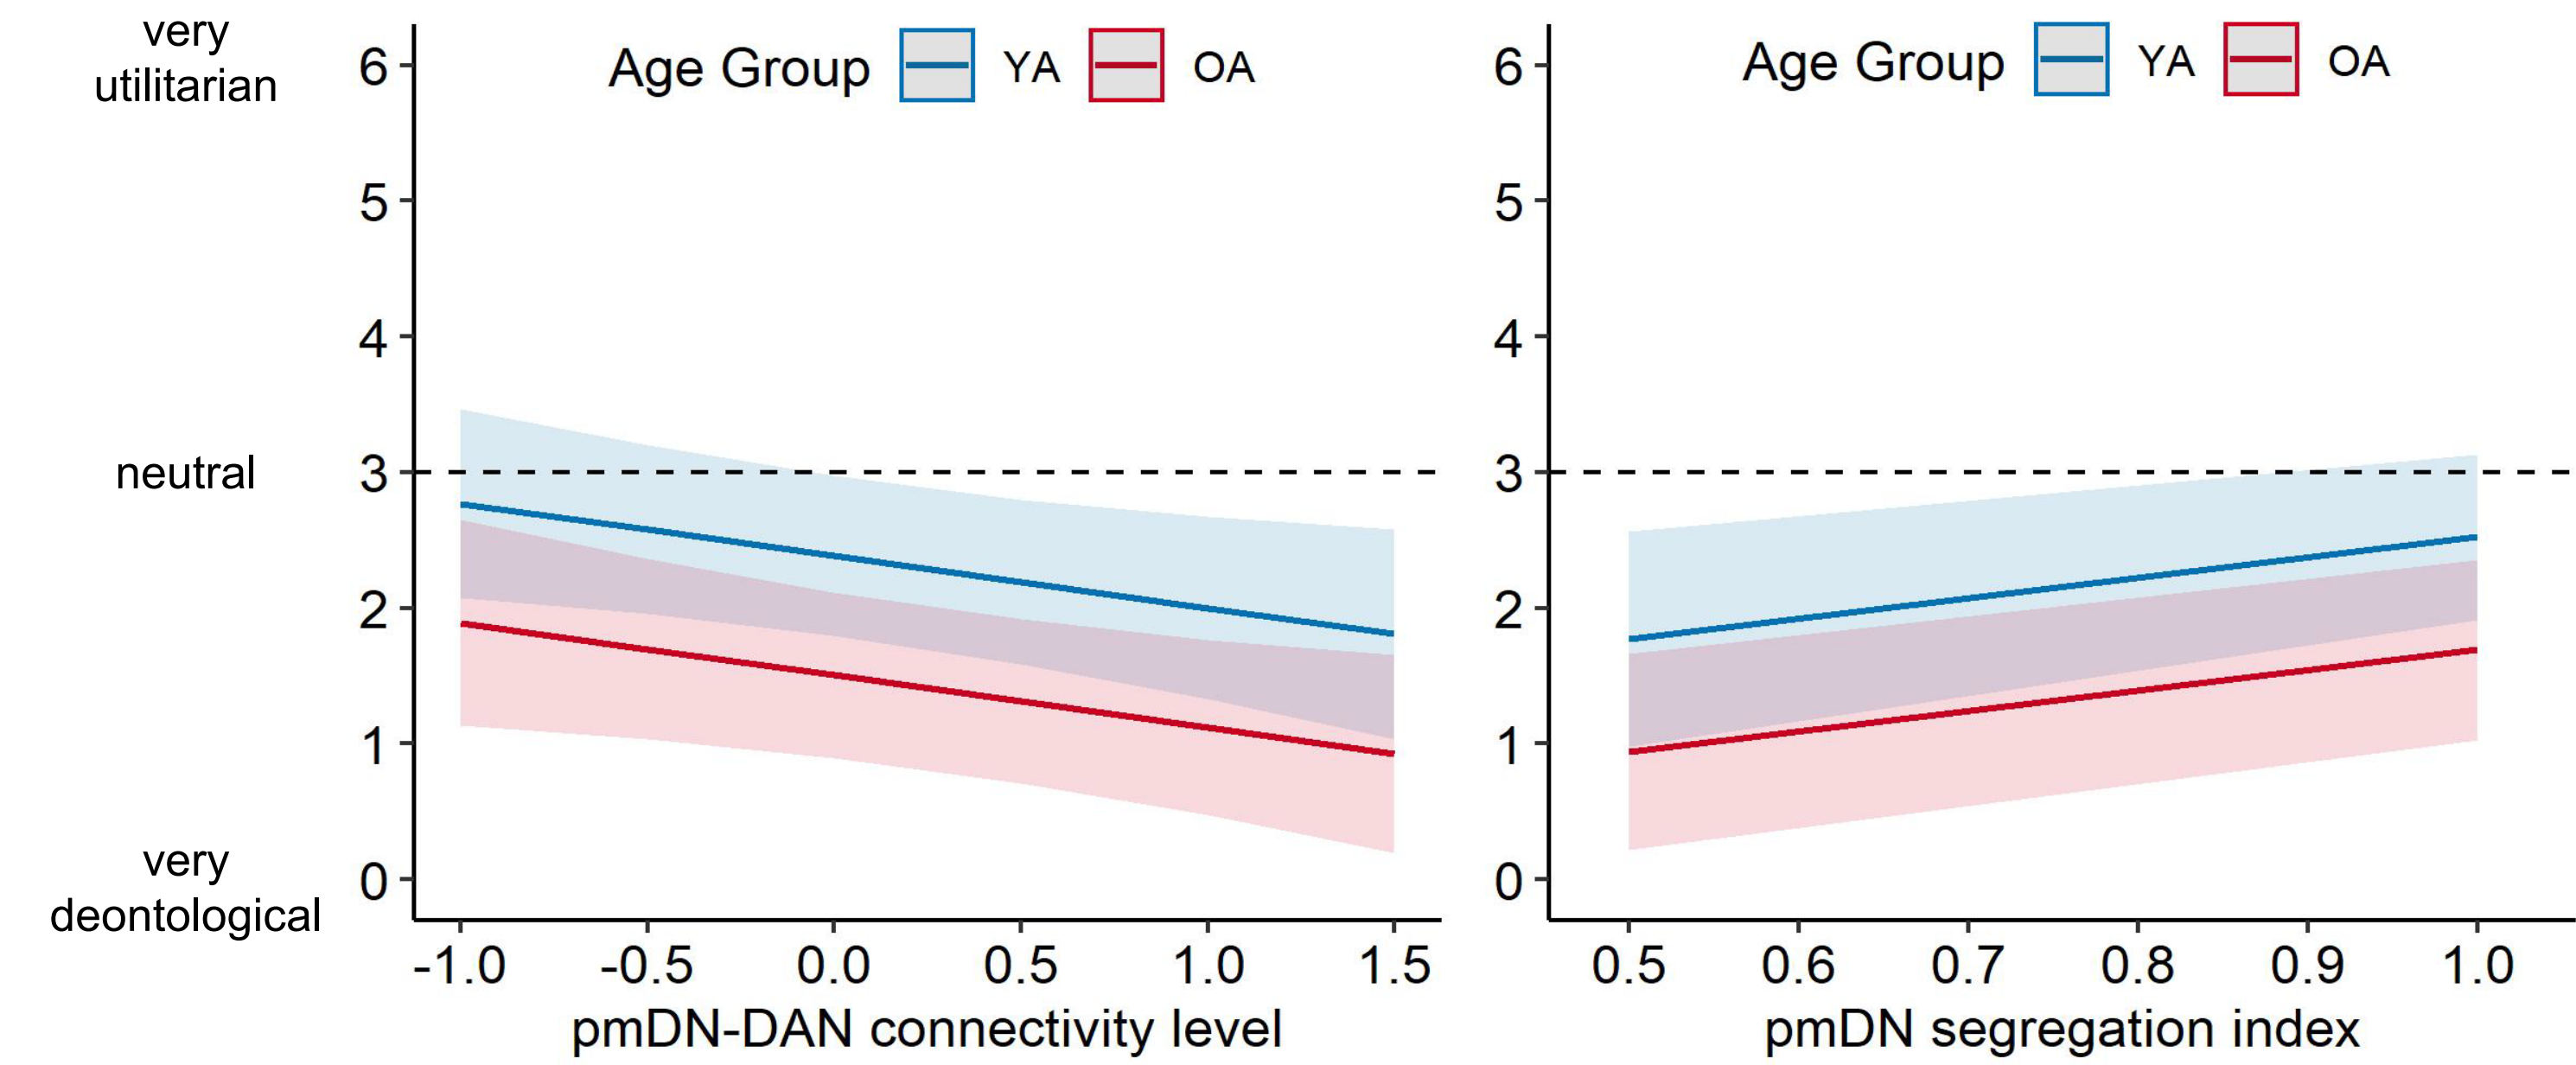 very
utilitarian
neutral
very
deontological
6
5
4
3
2
1
0
Age Group YA OA
-1.0 -0.5 0.0 0.5 1.0 1.5
pmDN-DAN connectivity level
6
5
4
3
2
1
0
Age Group YA OA
0.5 0.6 0.7 0.8 0.9 1.0
pmDN segregation index